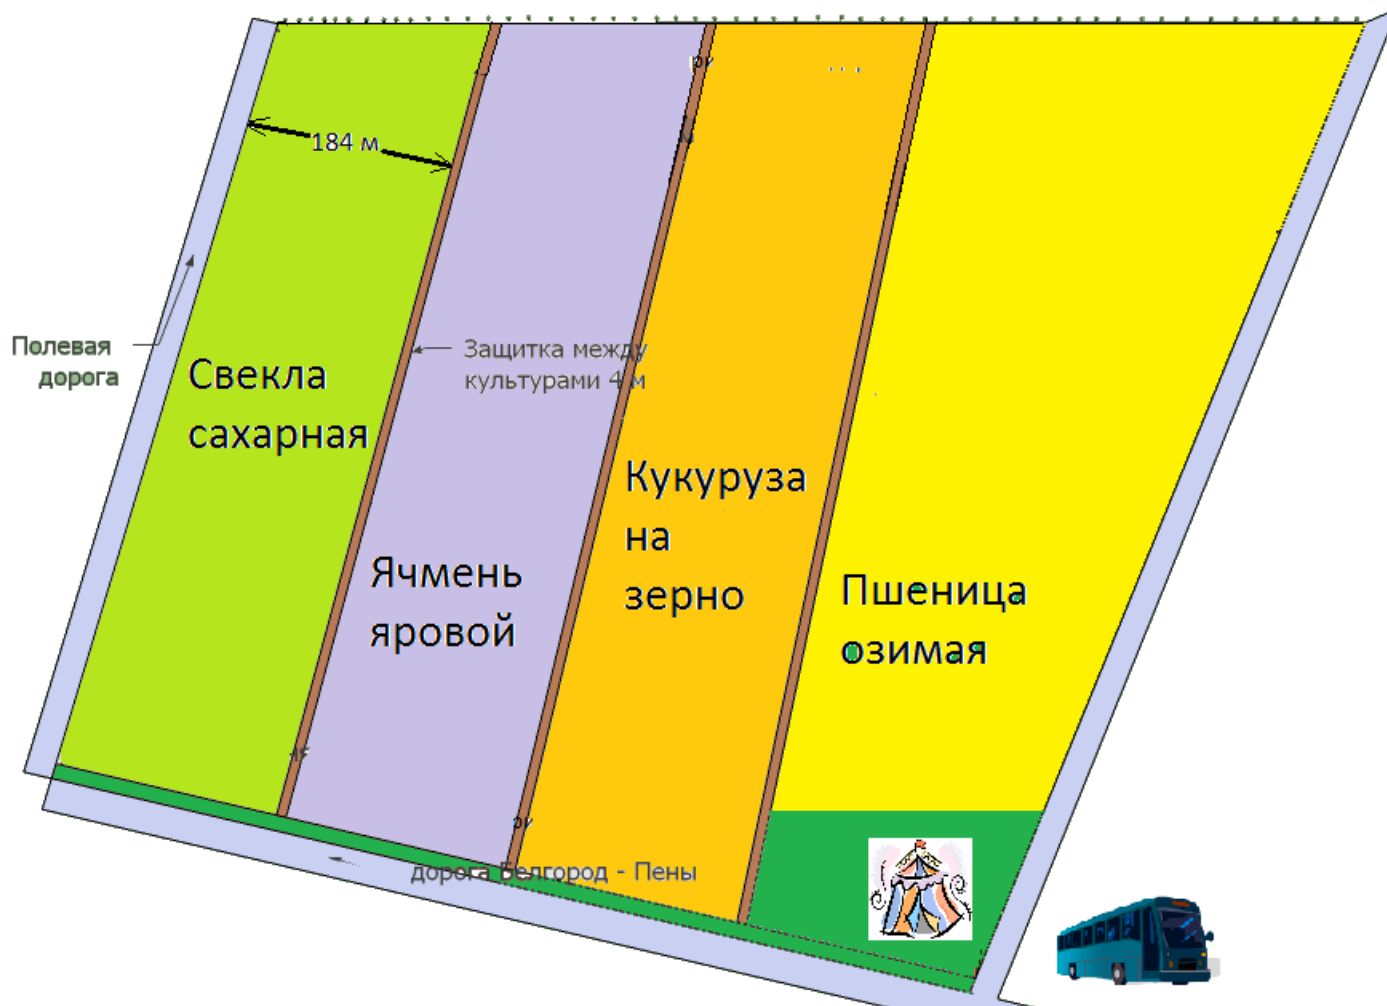 184 м
Полевая
дорога
Защитка между
культурами 4 м
Свекла
сахарная
Кукуруза
на
зерно
Ячмень
яровой
Пшеница
озимая
дорога Белгород - Пены